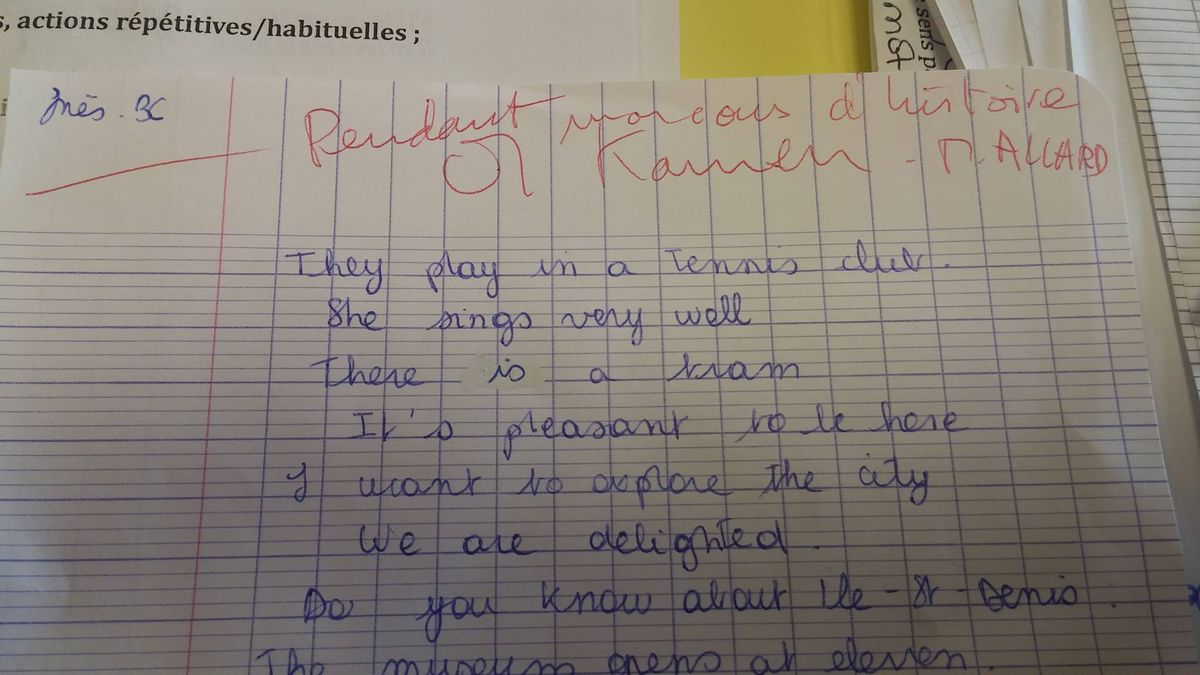 , actions répétitives/habituelles ;
sens p
Inès. 3C
Pendant mon cours d'histoire
Kamen - M. ALLARD
They play in a tennis club.
She sings very well
There is a tram
It's pleasant to be here
I want to explore the city
We are delighted.
Do you know about Ile-St-Denis.
The museum opens at eleven.